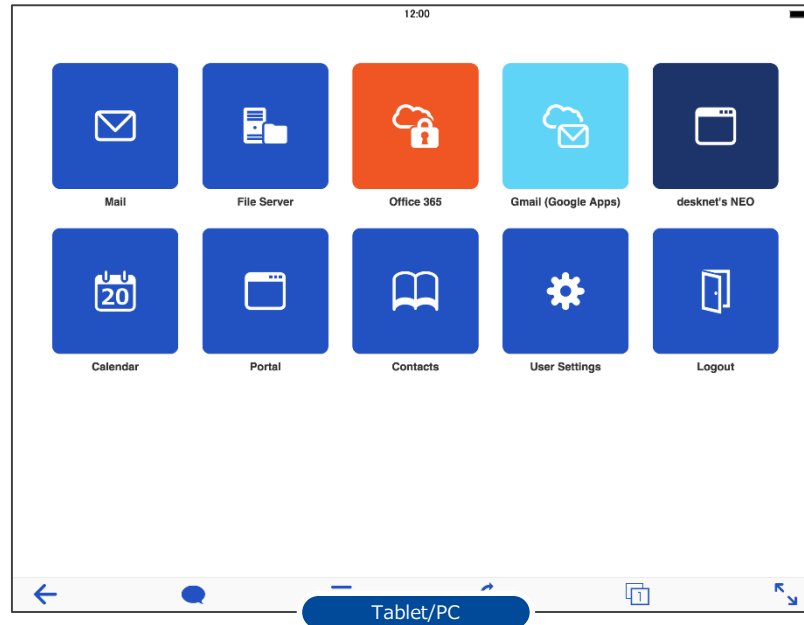 12:00
Mail
File Server
Office 365
Gmail (Google Apps)
desknet's NEO
20
Calendar
Portal
Contacts
User Settings
Logout
1
Tablet/PC